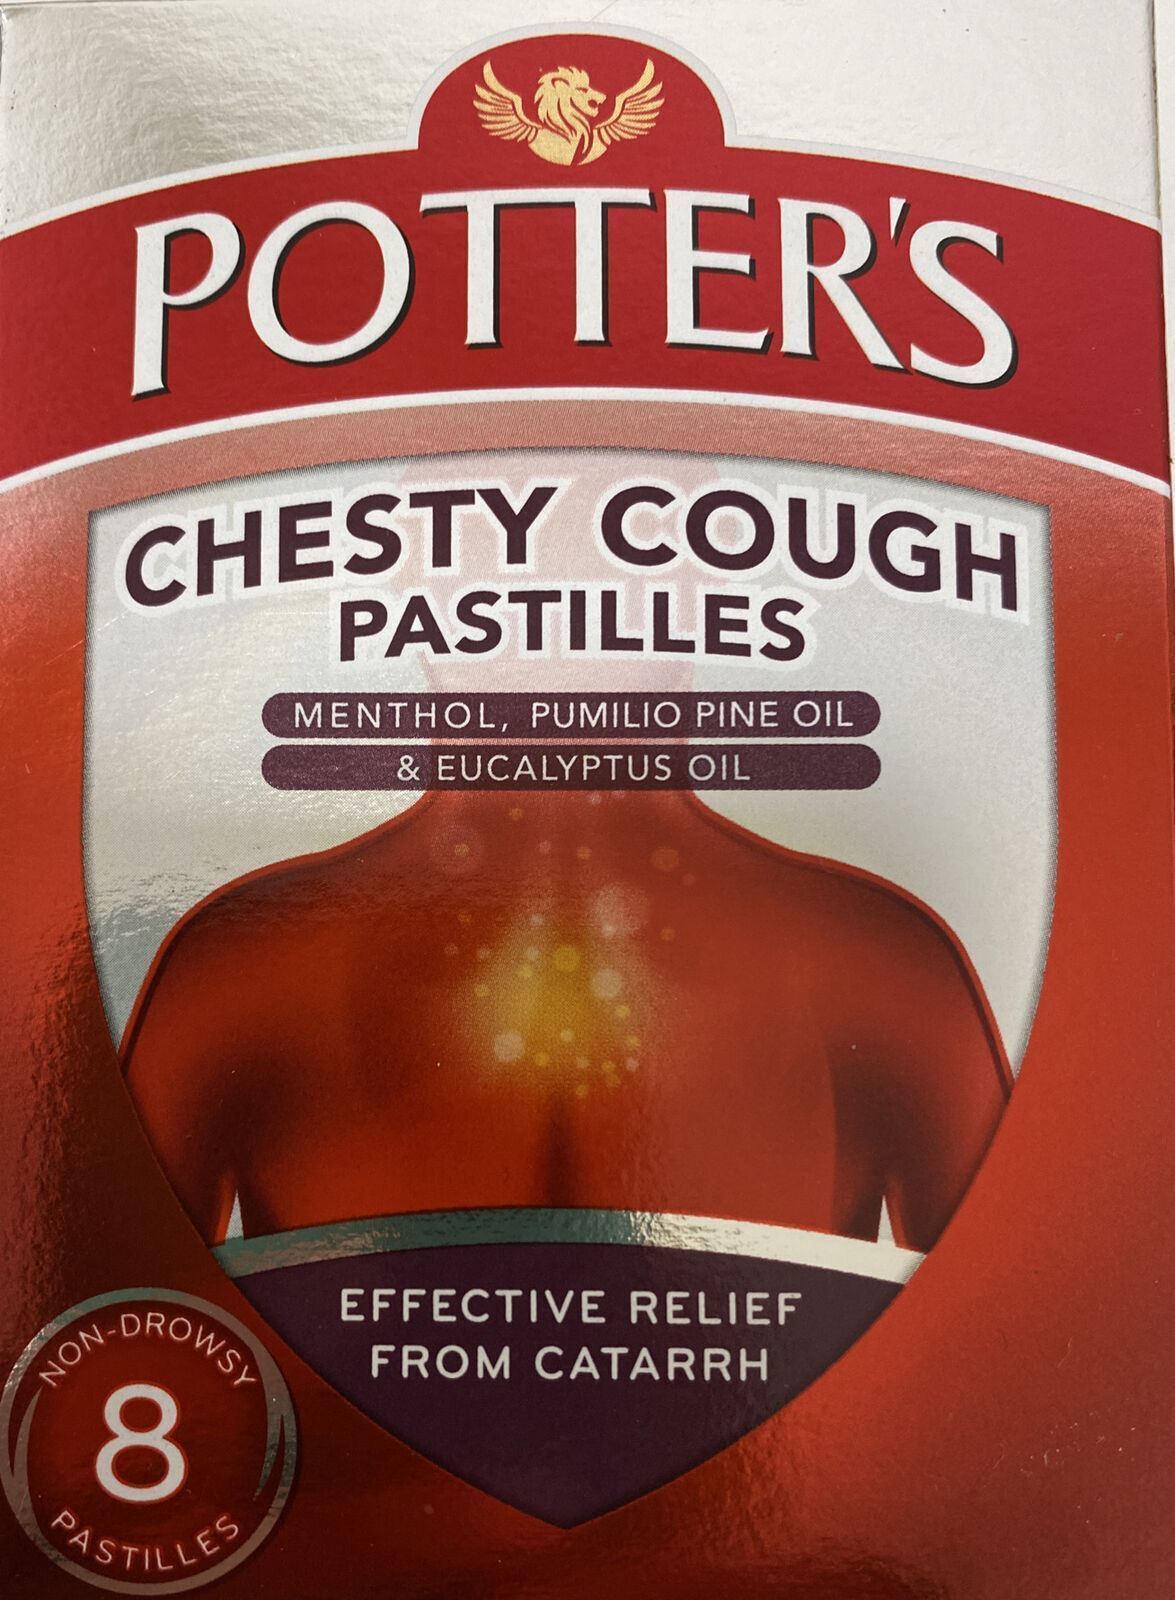 POTTER'S
CHESTY COUGH
PASTILLES
MENTHOL, PUMILIO PINE OIL
& EUCALYPTUS OIL
EFFECTIVE RELIEF
FROM CATARRH
NON-DROWSY
8
PASTILLES